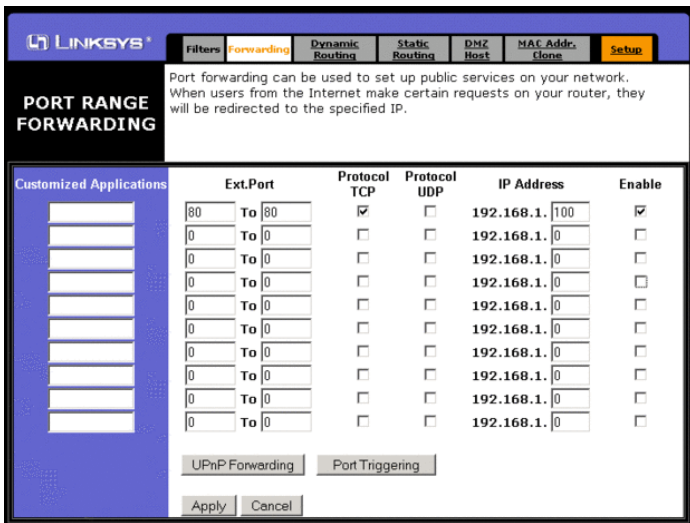 LINKSYS®
Filters Forwarding Dynamic Routing Static Routing DMZ Host MAC Addr. Clone Setup
PORT RANGE FORWARDING
Port forwarding can be used to set up public services on your network.
When users from the Internet make certain requests on your router, they
will be redirected to the specified IP.
Customized Applications Ext.Port Protocol TCP Protocol UDP IP Address Enable
80 To 80 192.168.1. 100
0 To 0 192.168.1. 0
0 To 0 192.168.1. 0
0 To 0 192.168.1. 0
0 To 0 192.168.1. 0
0 To 0 192.168.1. 0
0 To 0 192.168.1. 0
0 To 0 192.168.1. 0
0 To 0 192.168.1. 0
0 To 0 192.168.1. 0
UPnP Forwarding Port Triggering
Apply Cancel